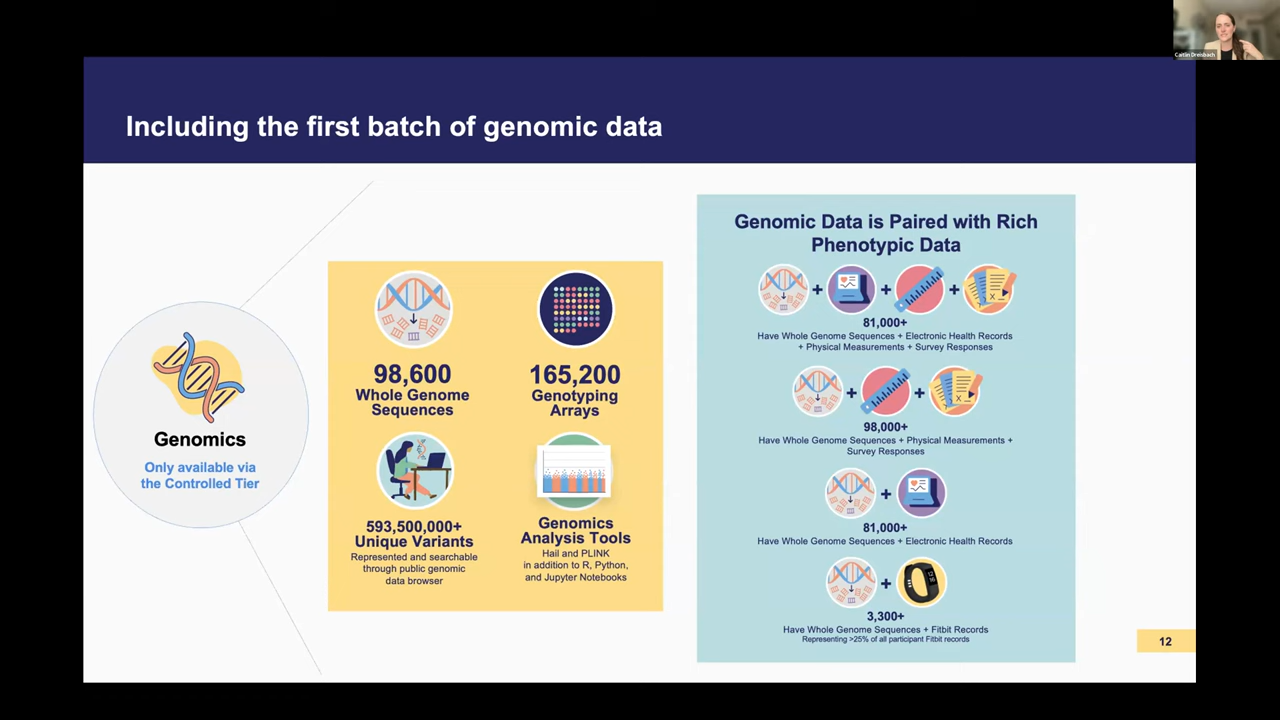 Caitlin Dreisbach
Including the first batch of genomic data
Genomics
Only available via
the Controlled Tier
98,600
Whole Genome
Sequences
165,200
Genotyping
Arrays
593,500,000+
Unique Variants
Represented and searchable
through public genomic
data browser
Genomics
Analysis Tools
Hail and PLINK
in addition to R, Python,
and Jupyter Notebooks
Genomic Data is Paired with Rich
Phenotypic Data
+ + +
81,000+
Have Whole Genome Sequences + Electronic Health Records
+ Physical Measurements + Survey Responses
+ +
98,000+
Have Whole Genome Sequences + Physical Measurements +
Survey Responses
+
81,000+
Have Whole Genome Sequences + Electronic Health Records
+
3,300+
Have Whole Genome Sequences + Fitbit Records
Representing >25% of all participant Fitbit records
12